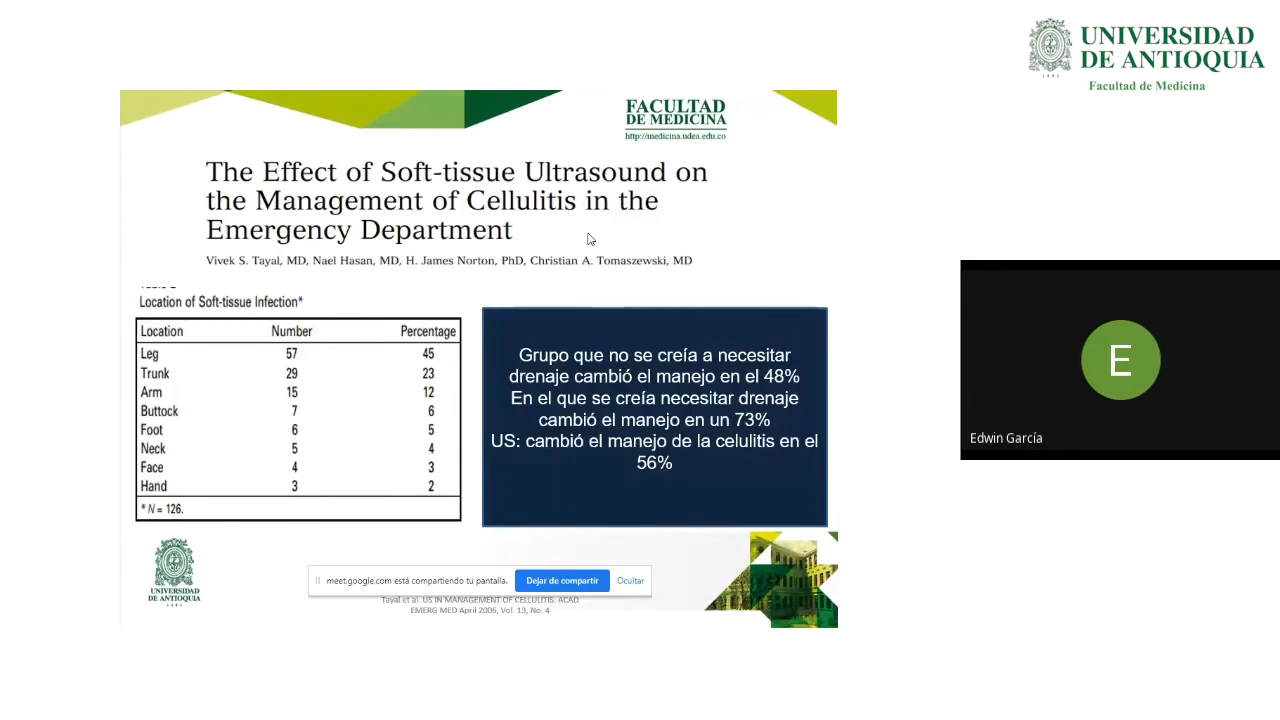 UNIVERSIDAD
DE ANTIOQUIA
1803
Facultad de Medicina
FACULTAD
DE MEDICINA
http://medicina.udea.edu.co
The Effect of Soft-tissue Ultrasound on
the Management of Cellulitis in the
Emergency Department
Vivek S. Tayal, MD, Nael Hasan, MD, H. James Norton, PhD, Christian A. Tomaszewski, MD
Location of Soft-tissue Infection*
Location Number Percentage
Leg 57 45
Trunk 29 23
Arm 15 12
Buttock 7 6
Foot 6 5
Neck 5 4
Face 4 3
Hand 3 2
* N = 126.
Grupo que no se creía a necesitar
drenaje cambió el manejo en el 48%
En el que se creía necesitar drenaje
cambió el manejo en un 73%
US: cambió el manejo de la celulitis en el
56%
E
Edwin García
UNIVERSIDAD
DE ANTIOQUIA
1803
meet.google.com está compartiendo tu pantalla.
Dejar de compartir
Ocultar
Tayal et al. US IN MANAGEMENT OF CELLULITIS. ACAD
EMERG MED April 2006, Vol. 13, No. 4